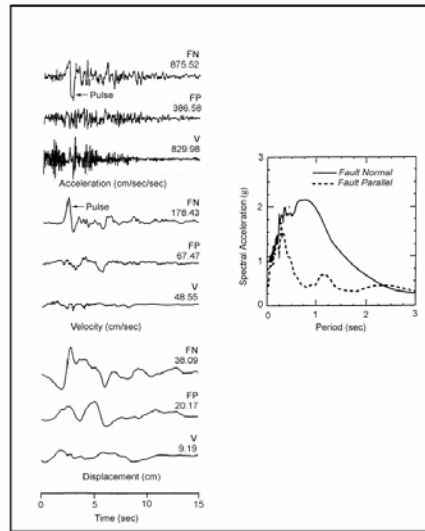 FN
875.52
Pulse
FP
386.58
V
829.98
Acceleration (cm/sec/sec)
FN
178.43
Pulse
FP
67.47
V
48.55
Velocity (cm/sec)
FN
38.09
FP
20.17
V
9.19
Displacement (cm)
0 5 10 15
Time (sec)
Spectral Acceleration (g)
3
2
1
0
Fault Normal
Fault Parallel
0 1 2 3
Period (sec)